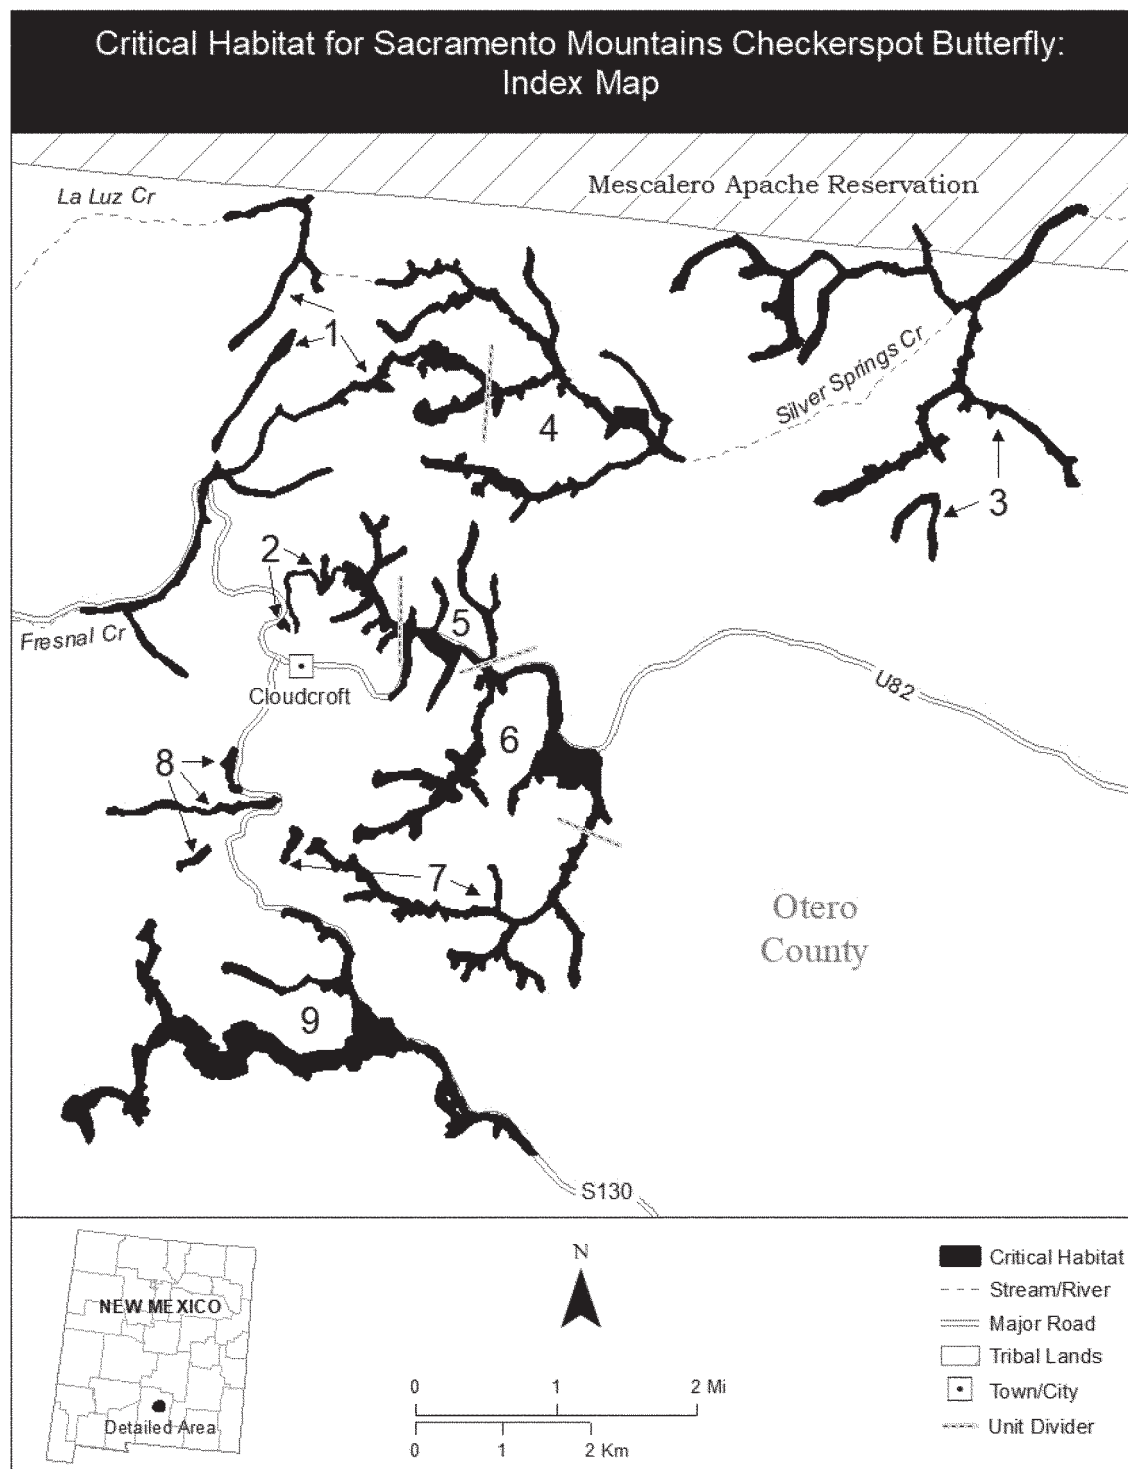 Critical Habitat for Sacramento Mountains Checkerspot Butterfly:
Index Map
La Luz Cr
Mescalero Apache Reservation
1
Silver Springs Cr
4
3
2
5
Fresnal Cr
Cloudcroft
U82
6
8
7
Otero
County
9
S130
NEW MEXICO
Detailed Area
N
0 1 2 Mi
0 1 2 Km
Critical Habitat
Stream/River
Major Road
Tribal Lands
Town/City
Unit Divider